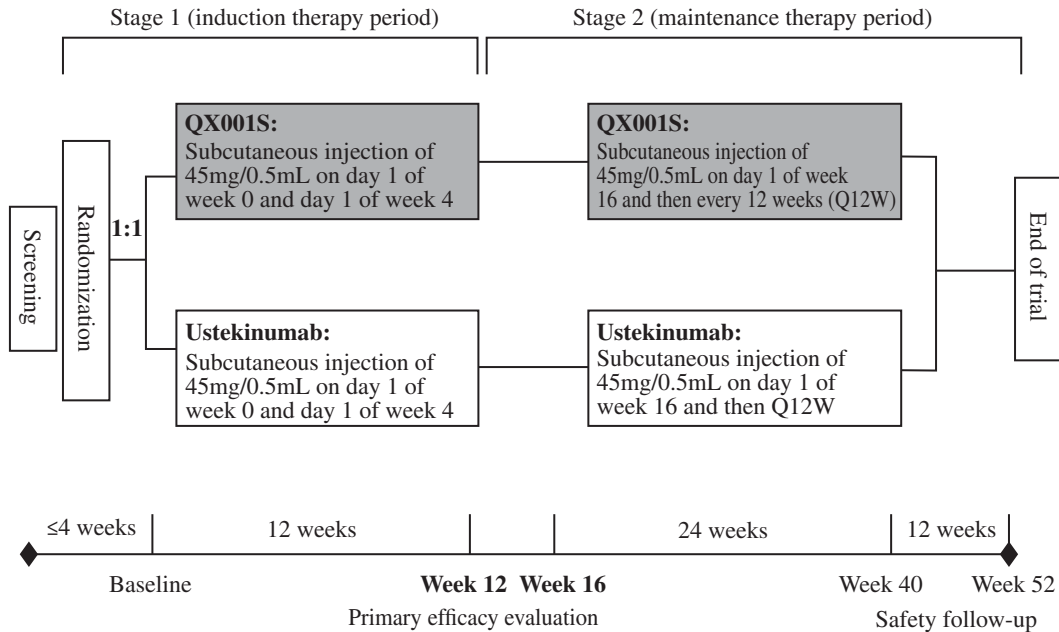 Stage 1 (induction therapy period)
Stage 2 (maintenance therapy period)
Screening
Randomization
1:1
QX001S:
Subcutaneous injection of
45mg/0.5mL on day 1 of
week 0 and day 1 of week 4
QX001S:
Subcutaneous injection of
45mg/0.5mL on day 1 of week
16 and then every 12 weeks (Q12W)
Ustekinumab:
Subcutaneous injection of
45mg/0.5mL on day 1 of
week 0 and day 1 of week 4
Ustekinumab:
Subcutaneous injection of
45mg/0.5mL on day 1 of
week 16 and then Q12W
End of trial
≤4 weeks
12 weeks
24 weeks
12 weeks
Baseline
Week 12
Week 16
Week 40
Week 52
Primary efficacy evaluation
Safety follow-up